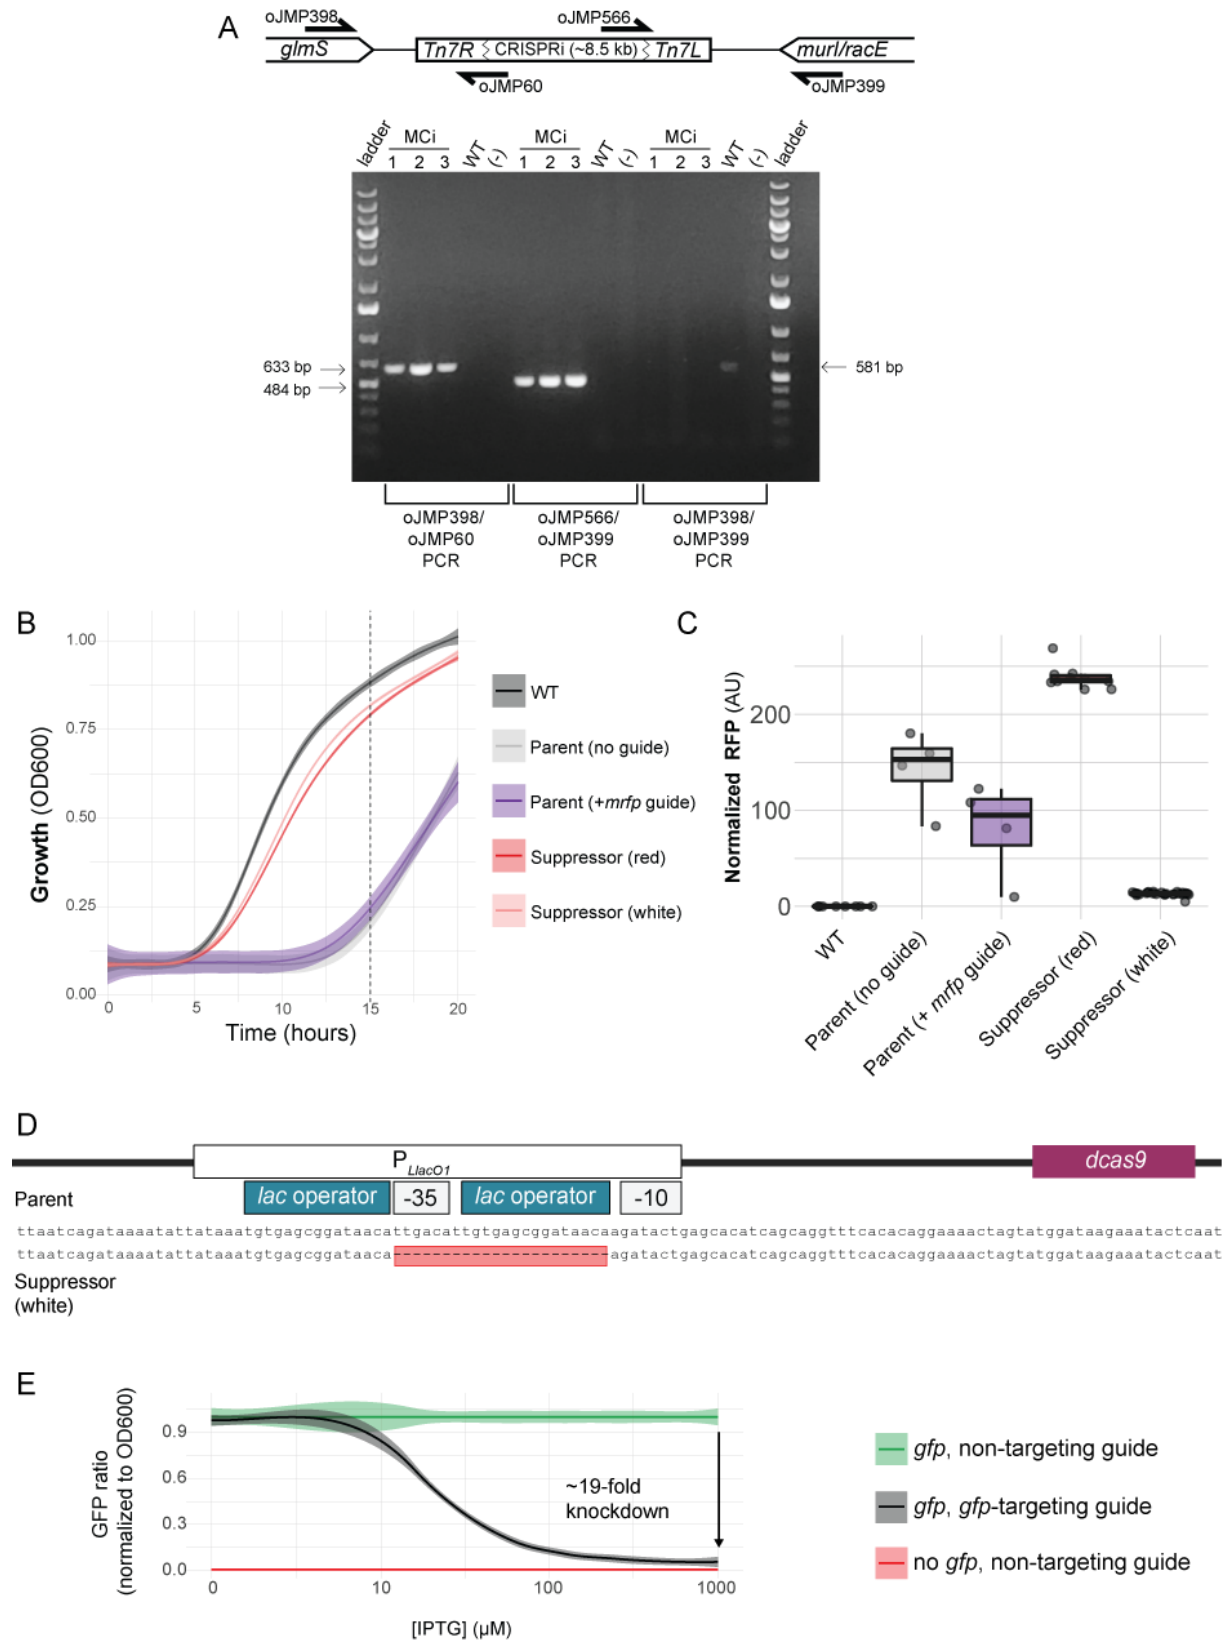 A
oJMP398
oJMP566
glmS
Tn7R
CRISPRi (~8.5 kb)
Tn7L
murI/racE
oJMP60
oJMP399
ladder
MCi
1 2 3
WT
(-)
MCi
1 2 3
WT
(-)
MCi
1 2 3
WT
(-)
ladder
633 bp
484 bp
581 bp
oJMP398/
oJMP60
PCR
oJMP566/
oJMP399
PCR
oJMP398/
oJMP399
PCR
B
Growth (OD600)
1.00
0.75
0.50
0.25
0.00
0 5 10 15 20
Time (hours)
WT
Parent (no guide)
Parent (+mrfp guide)
Suppressor (red)
Suppressor (white)
C
Normalized RFP (AU)
200
100
0
WT
Parent (no guide)
Parent (+ mrfp guide)
Suppressor (red)
Suppressor (white)
D
PLlacO1
dcas9
Parent
lac operator
-35
lac operator
-10
ttaatcagataaaatattataaatgtgagcggataacattgacattgtgagcggataacaagatactgagcacatcagcaggtttcacacaggaaaactagtatggataagaaatactcaat
ttaatcagataaaatattataaatgtgagcggataaca---------------------agatactgagcacatcagcaggtttcacacaggaaaactagtatggataagaaatactcaat
Suppressor
(white)
E
GFP ratio
(normalized to OD600)
0.9
0.6
0.3
0.0
~19-fold
knockdown
0 10 100 1000
[IPTG] (µM)
gfp, non-targeting guide
gfp, gfp-targeting guide
no gfp, non-targeting guide